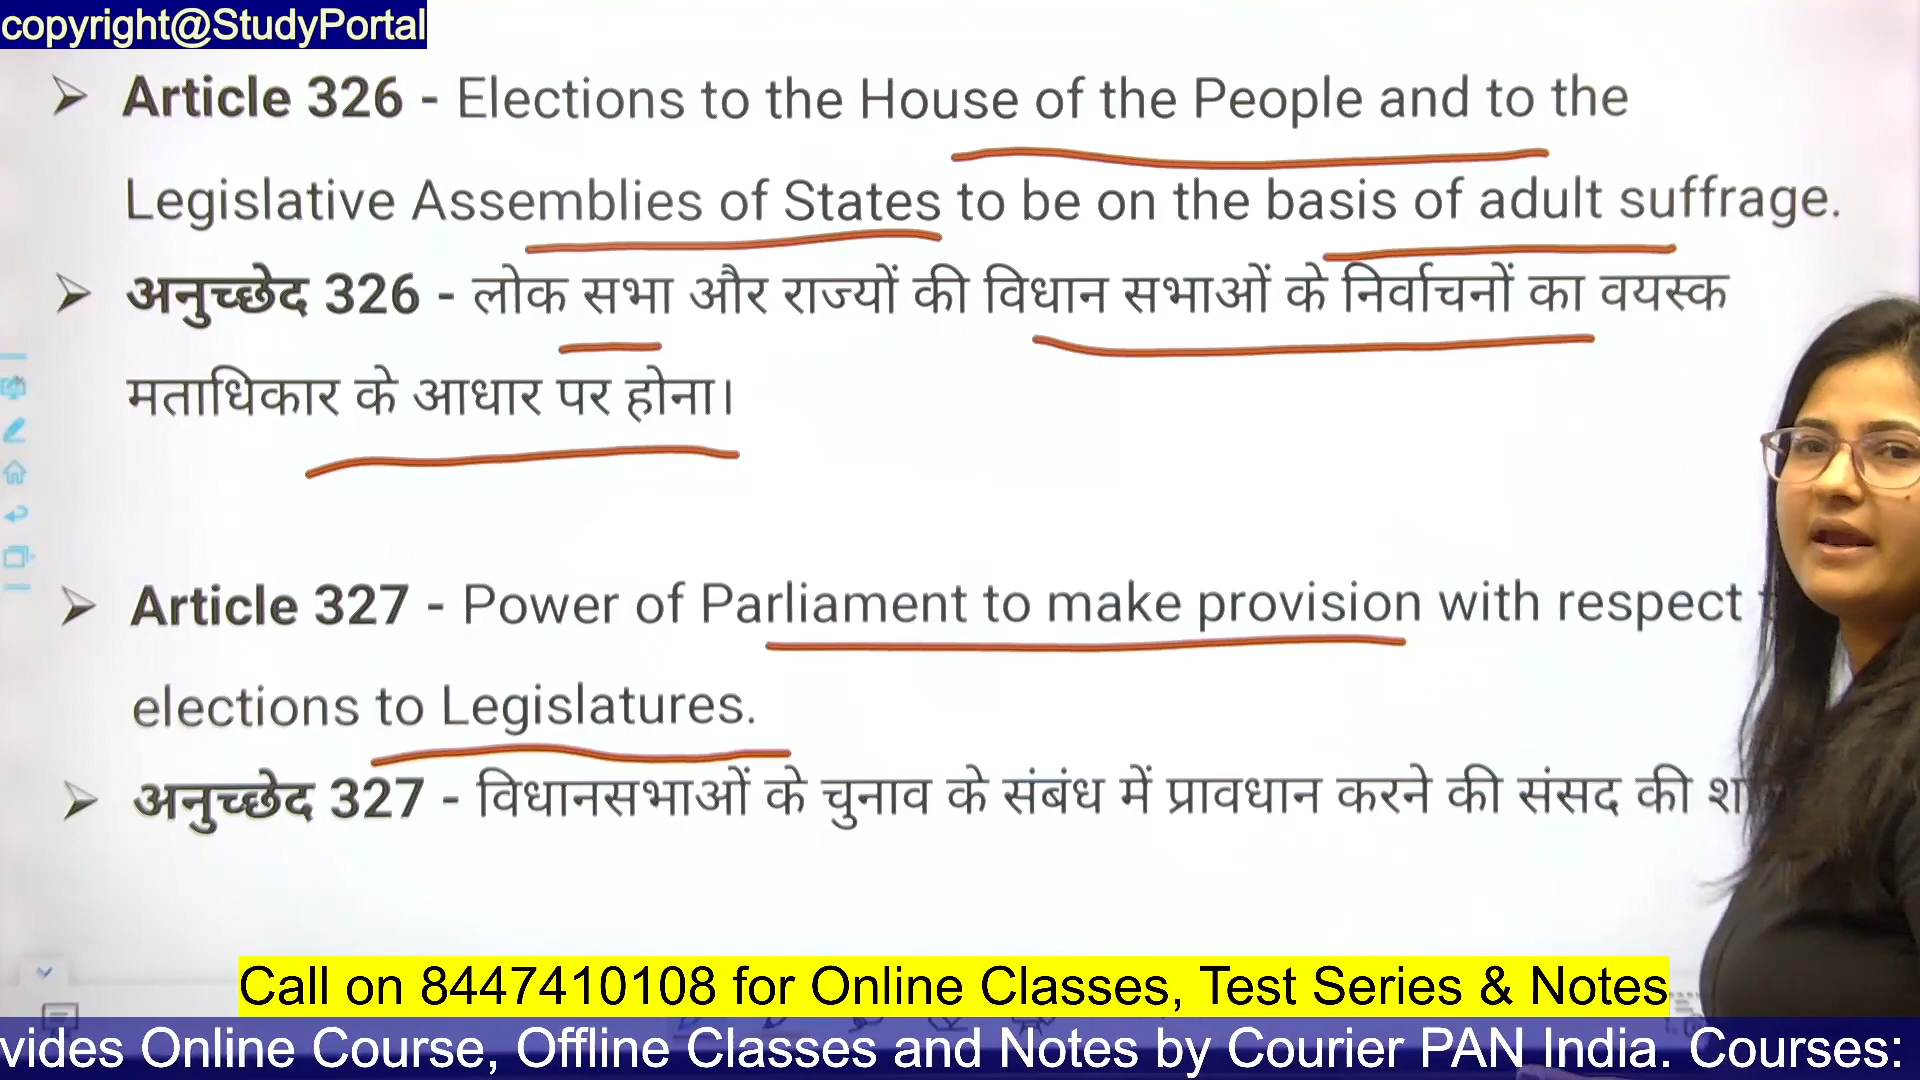 copyright@StudyPortal
➢ Article 326 - Elections to the House of the People and to the
Legislative Assemblies of States to be on the basis of adult suffrage.
➢ अनुच्छेद 326 - लोक सभा और राज्यों की विधान सभाओं के निर्वाचनों का वयस्क
मताधिकार के आधार पर होना।
➢ Article 327 - Power of Parliament to make provision with respect
elections to Legislatures.
➢ अनुच्छेद 327 - विधानसभाओं के चुनाव के संबंध में प्रावधान करने की संसद की
Call on 8447410108 for Online Classes, Test Series & Notes
vides Online Course, Offline Classes and Notes by Courier PAN India. Courses: